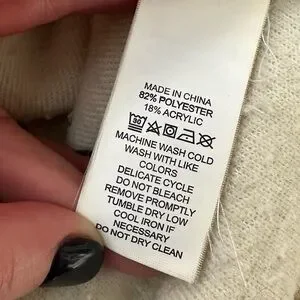 MADE IN CHINA
82% POLYESTER
18% ACRYLIC
30
MACHINE WASH COLD
WASH WITH LIKE
COLORS
DELICATE CYCLE
DO NOT BLEACH
REMOVE PROMPTLY
TUMBLE DRY LOW
COOL IRON IF
NECESSARY
DO NOT DRY CLEAN